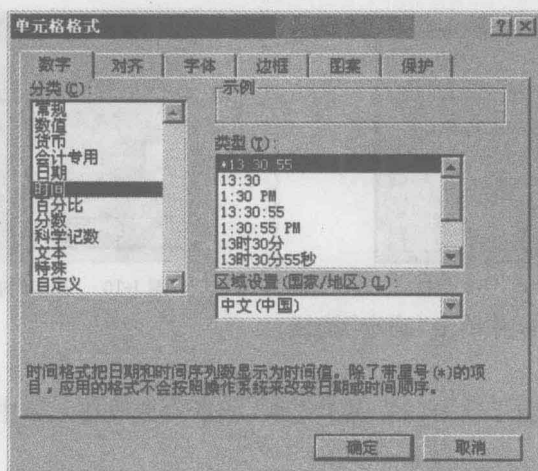 单元格格式
数字 对齐 字体 边框 图案 保护
分类(C):
常规
数值
货币
会计专用
日期
时间
百分比
分数
科学记数
文本
特殊
自定义
示例
类型(T):
*13:30:55
13:30
1:30 PM
13:30:55
1:30:55 PM
13时30分
13时30分55秒
区域设置(国家/地区)(L):
中文(中国)
时间格式把日期和时间序列数显示为时间值。除了带星号(*)的项
目，应用的格式不会按照操作系统来改变日期或时间顺序。
确定 取消